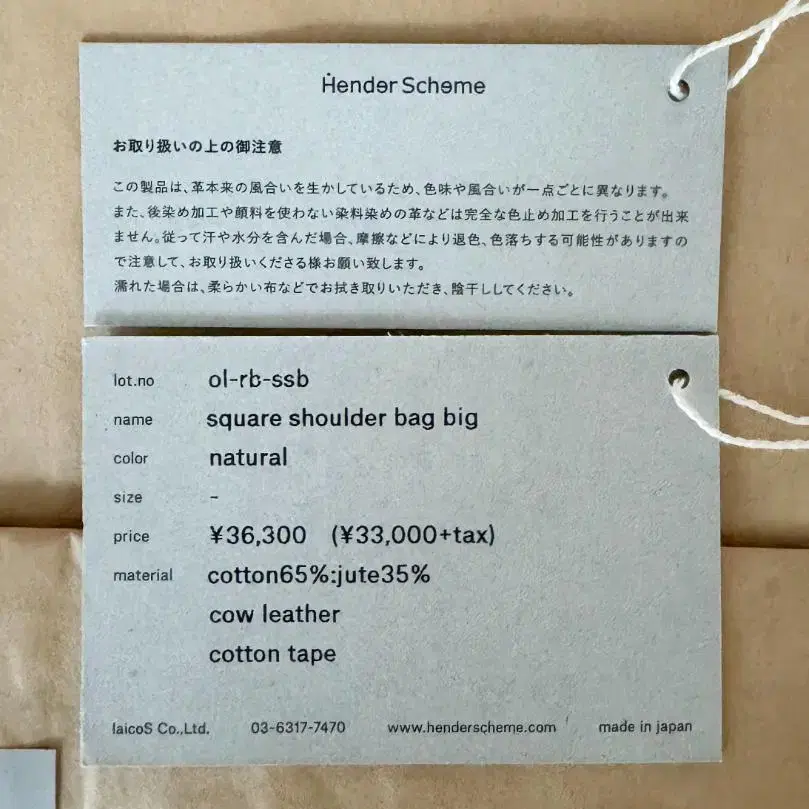 Hender Scheme
お取り扱いの上の御注意
この製品は、革本来の風合いを生かしているため、色味や風合いが一点ごとに異なります。
また、後染め加工や顔料を使わない染料染めの革などは完全な色止め加工を行うことが出来
ません。従って汗や水分を含んだ場合、摩擦などにより退色、色落ちする可能性がありますの
で注意して、お取り扱いくださる様お願い致します。
濡れた場合は、柔らかい布などでお拭き取りいただき、陰干ししてください。
lot.no ol-rb-ssb
name square shoulder bag big
color natural
size -
price ¥36,300 (¥33,000+tax)
material cotton65%:jute35%
cow leather
cotton tape
laicoS Co.,Ltd. 03-6317-7470 www.henderscheme.com made in japan